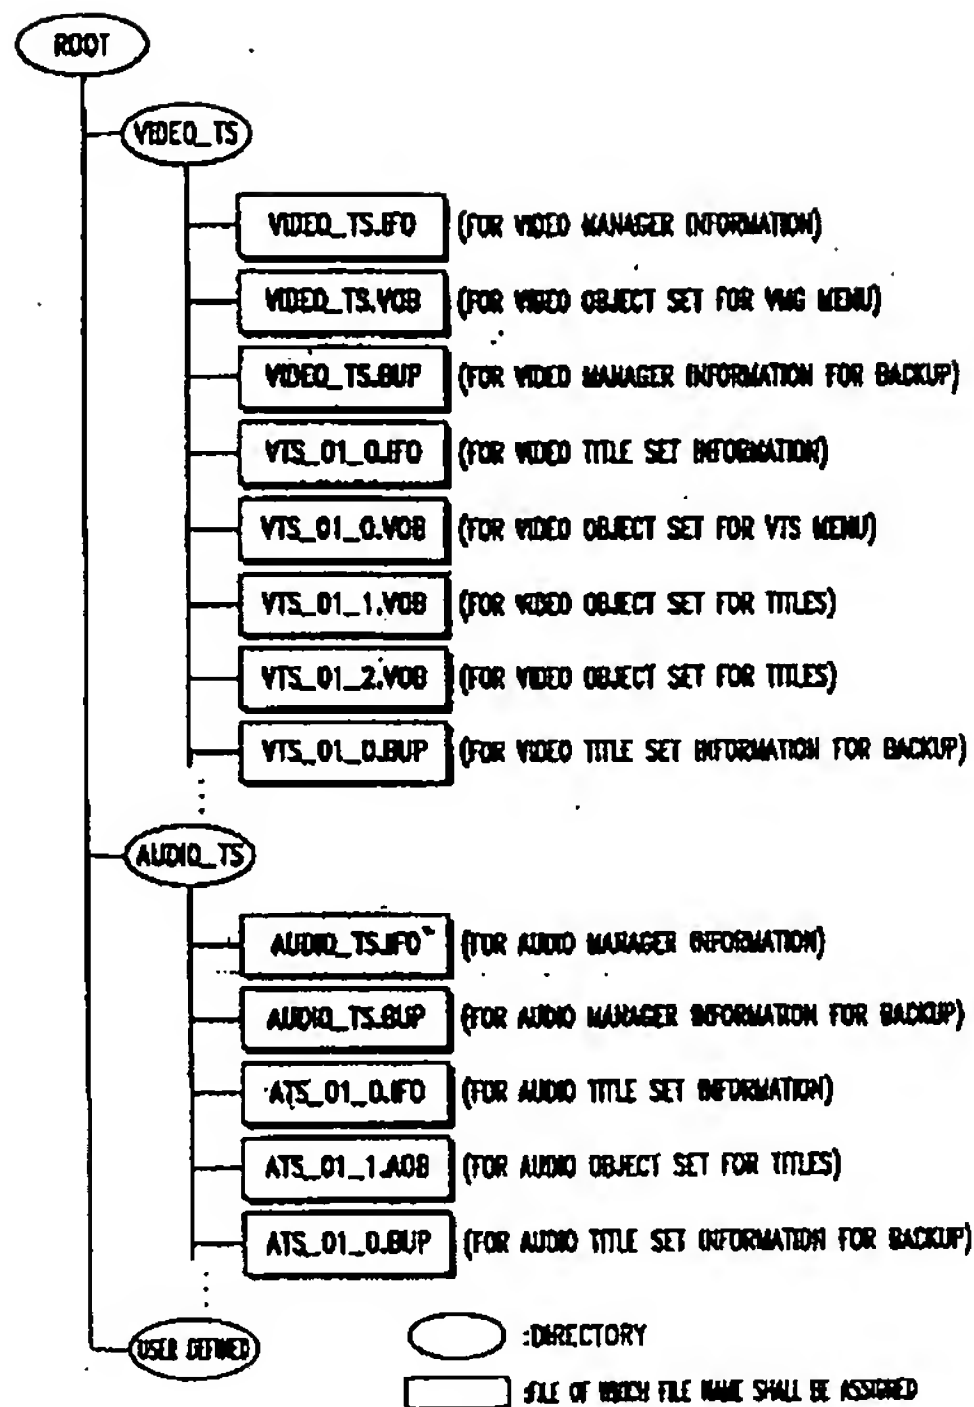 ROOT
VIDEO_TS
VIDEO_TS.IFO (FOR VIDEO MANAGER INFORMATION)
VIDEO_TS.VOB (FOR VIDEO OBJECT SET FOR VMG MENU)
VIDEO_TS.BUP (FOR VIDEO MANAGER INFORMATION FOR BACKUP)
VTS_01_0.IFO (FOR VIDEO TITLE SET INFORMATION)
VTS_01_0.VOB (FOR VIDEO OBJECT SET FOR VTS MENU)
VTS_01_1.VOB (FOR VIDEO OBJECT SET FOR TITLES)
VTS_01_2.VOB (FOR VIDEO OBJECT SET FOR TITLES)
VTS_01_0.BUP (FOR VIDEO TITLE SET INFORMATION FOR BACKUP)
AUDIO_TS
AUDIO_TS.IFO (FOR AUDIO MANAGER INFORMATION)
AUDIO_TS.BUP (FOR AUDIO MANAGER INFORMATION FOR BACKUP)
ATS_01_0.IFO (FOR AUDIO TITLE SET INFORMATION)
ATS_01_1.AOB (FOR AUDIO OBJECT SET FOR TITLES)
ATS_01_0.BUP (FOR AUDIO TITLE SET INFORMATION FOR BACKUP)
USER DEFINED
:DIRECTORY
:FILE OF WHICH FILE NAME SHALL BE ASSIGNED